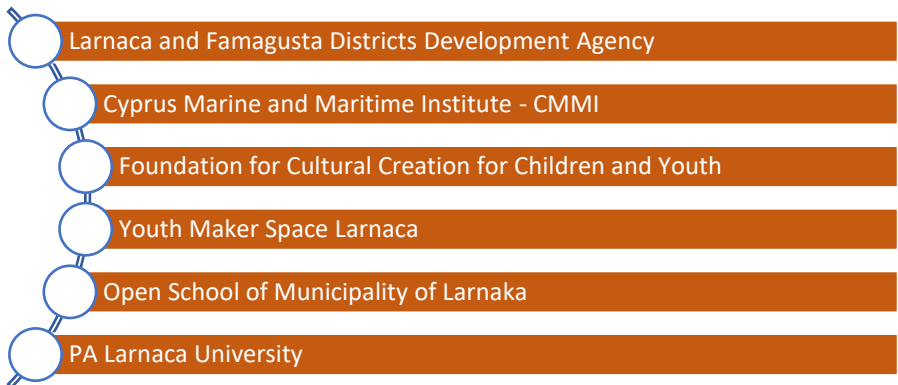 Larnaca and Famagusta Districts Development Agency
Cyprus Marine and Maritime Institute - CMMI
Foundation for Cultural Creation for Children and Youth
Youth Maker Space Larnaca
Open School of Municipality of Larnaka
PA Larnaca University